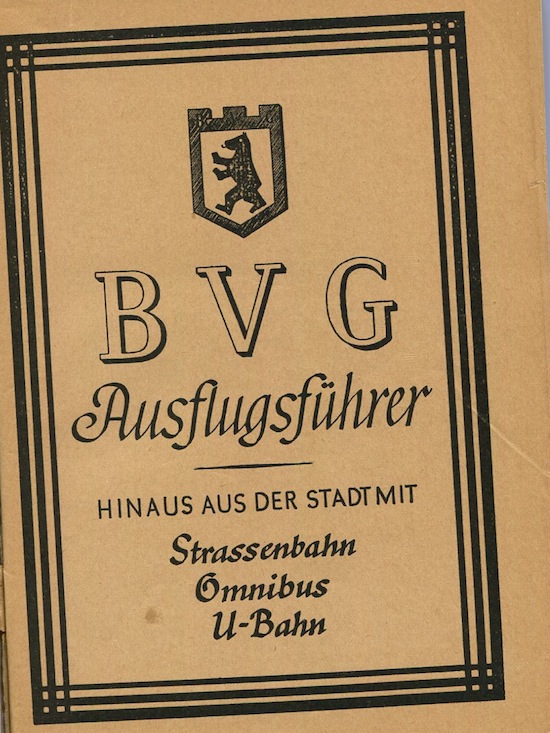 BVG
Ausflugsführer
HINAUS AUS DER STADT MIT
Strassenbahn
Omnibus
U-Bahn